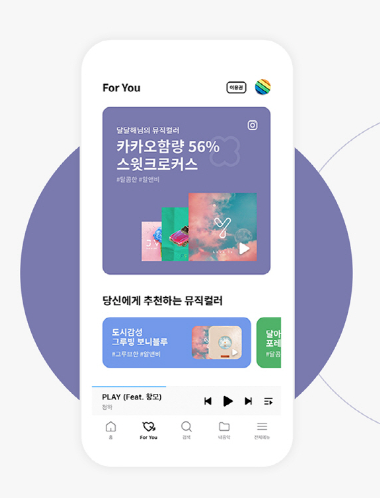 For You
이용권
달달해님의 뮤직컬러
카카오함량 56%
스윗크로커스
#달콤한 #알앤비
당신에게 추천하는 뮤직컬러
도시감성
그루빙 보니블루
#그루브한 #알앤비
달아
포레
#달콤
PLAY (Feat. 창모)
청하
홈
For You
검색
보관함
전체메뉴